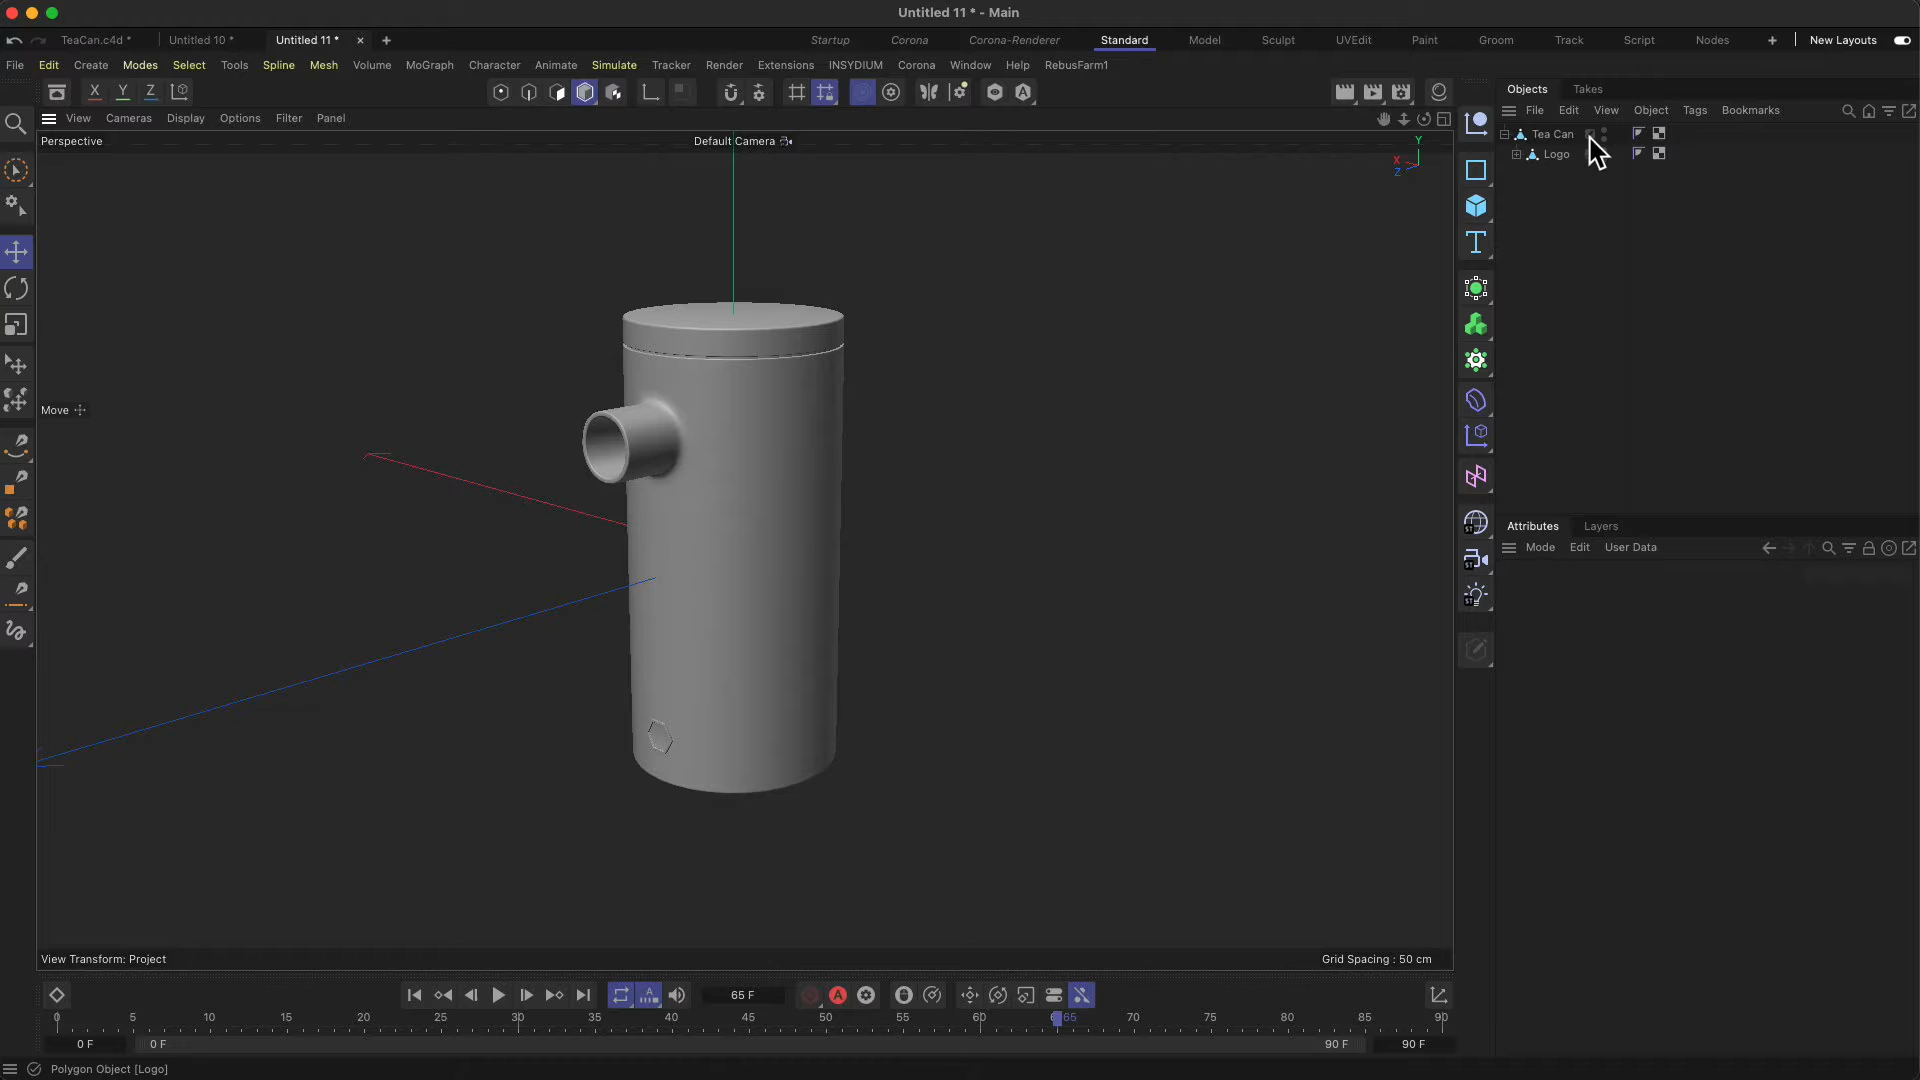 Untitled 11 * - Main
TeaCan.c4d * Untitled 10 * Untitled 11 * Startup Corona Corona-Renderer Standard Model Sculpt UVEdit Paint Groom Track Script Nodes New Layouts
File Edit Create Modes Select Tools Spline Mesh Volume MoGraph Character Animate Simulate Tracker Render Extensions INSYDIUM Corona Window Help RebusFarm1
X Y Z
Objects Takes
View Cameras Display Options Filter Panel
File Edit View Object Tags Bookmarks
Perspective
Default Camera
Y
X
Z
Tea Can
Logo
Move
Attributes Layers
Mode Edit User Data
View Transform: Project
Grid Spacing : 50 cm
65 F
0 5 10 15 20 25 30 35 40 45 50 55 60 65 70 75 80 85 90
0 F 0 F 90 F 90 F
Polygon Object [Logo]